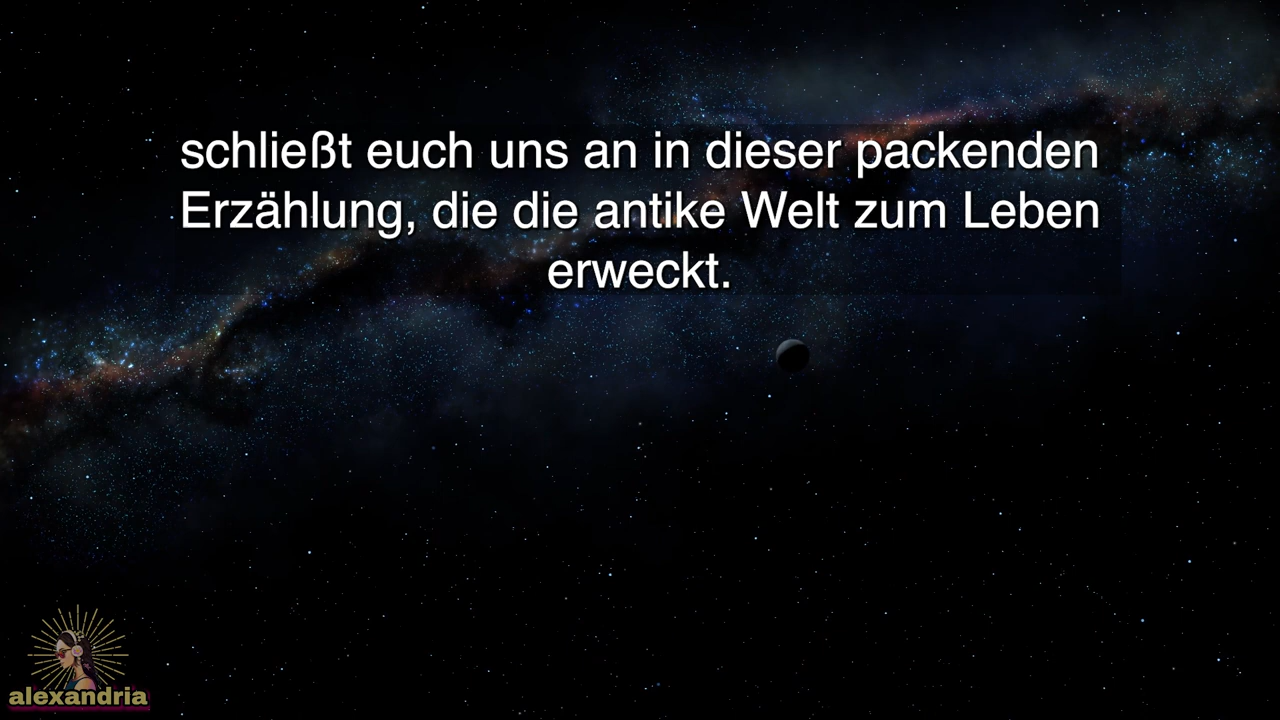 schließt euch uns an in dieser packenden
Erzählung, die die antike Welt zum Leben
erweckt.
alexandria